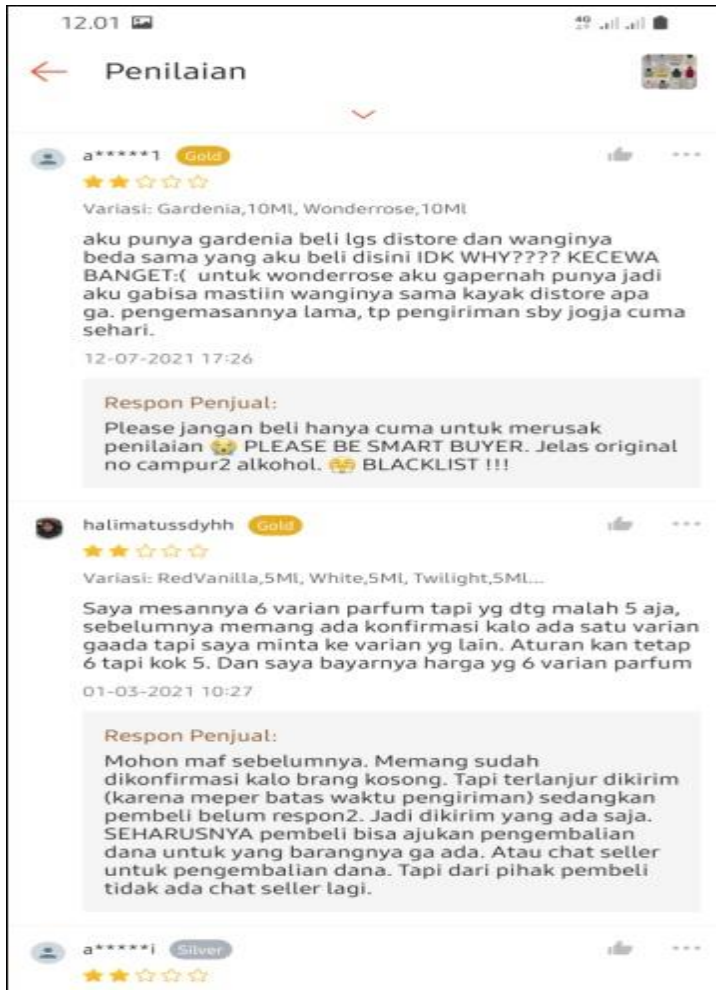 12.01
4G
Penilaian
a*****1 Gold
Variasi: Gardenia,10Ml, Wonderrose,10Ml
aku punya gardenia beli lgs distore dan wanginya
beda sama yang aku beli disini IDK WHY???? KECEWA
BANGET:( untuk wonderrose aku gapernah punya jadi
aku gabisa mastiin wanginya sama kayak distore apa
ga. pengemasannya lama, tp pengiriman sby jogja cuma
sehari.
12-07-2021 17:26
Respon Penjual:
Please jangan beli hanya cuma untuk merusak
penilaian 😭 PLEASE BE SMART BUYER. Jelas original
no campur2 alkohol. 😤 BLACKLIST !!!
halimatussdyhh Gold
Variasi: RedVanilla,5Ml, White,5Ml, Twilight,5Ml...
Saya mesannya 6 varian parfum tapi yg dtg malah 5 aja,
sebelumnya memang ada konfirmasi kalo ada satu varian
gaada tapi saya minta ke varian yg lain. Aturan kan tetap
6 tapi kok 5. Dan saya bayarnya harga yg 6 varian parfum
01-03-2021 10:27
Respon Penjual:
Mohon maf sebelumnya. Memang sudah
dikonfirmasi kalo brang kosong. Tapi terlanjur dikirim
(karena meper batas waktu pengiriman) sedangkan
pembeli belum respon2. Jadi dikirim yang ada saja.
SEHARUSNYA pembeli bisa ajukan pengembalian
dana untuk yang barangnya ga ada. Atau chat seller
untuk pengembalian dana. Tapi dari pihak pembeli
tidak ada chat seller lagi.
a*****i Silver